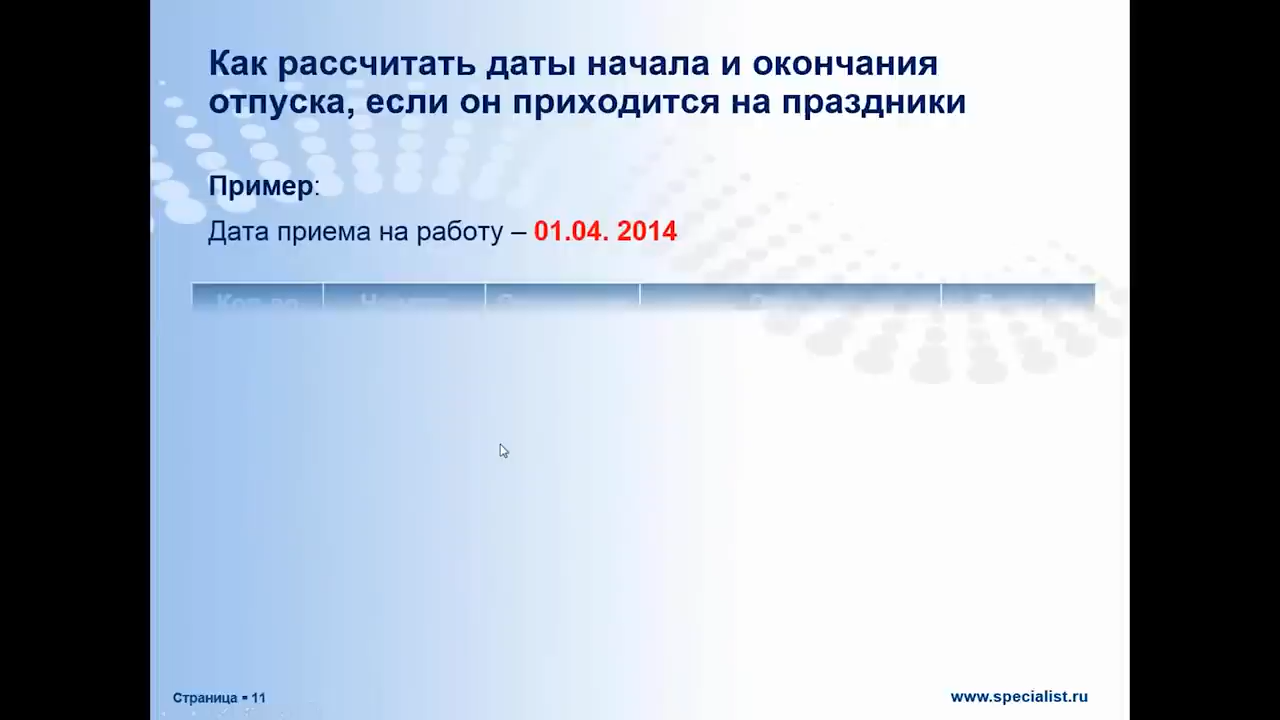 Как рассчитать даты начала и окончания
отпуска, если он приходится на праздники
Пример:
Дата приема на работу – 01.04. 2014
Страница ▪ 11
www.specialist.ru